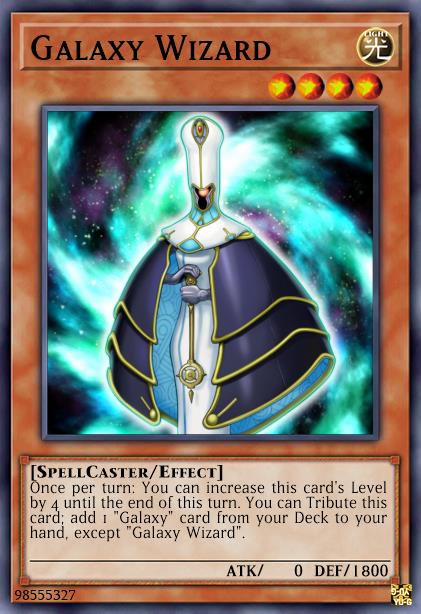 Galaxy Wizard
LIGHT
光
[SpellCaster/Effect]
Once per turn: You can increase this card's Level
by 4 until the end of this turn. You can Tribute this
card; add 1 "Galaxy" card from your Deck to your
hand, except "Galaxy Wizard".
ATK/ 0 DEF/1800
98555327